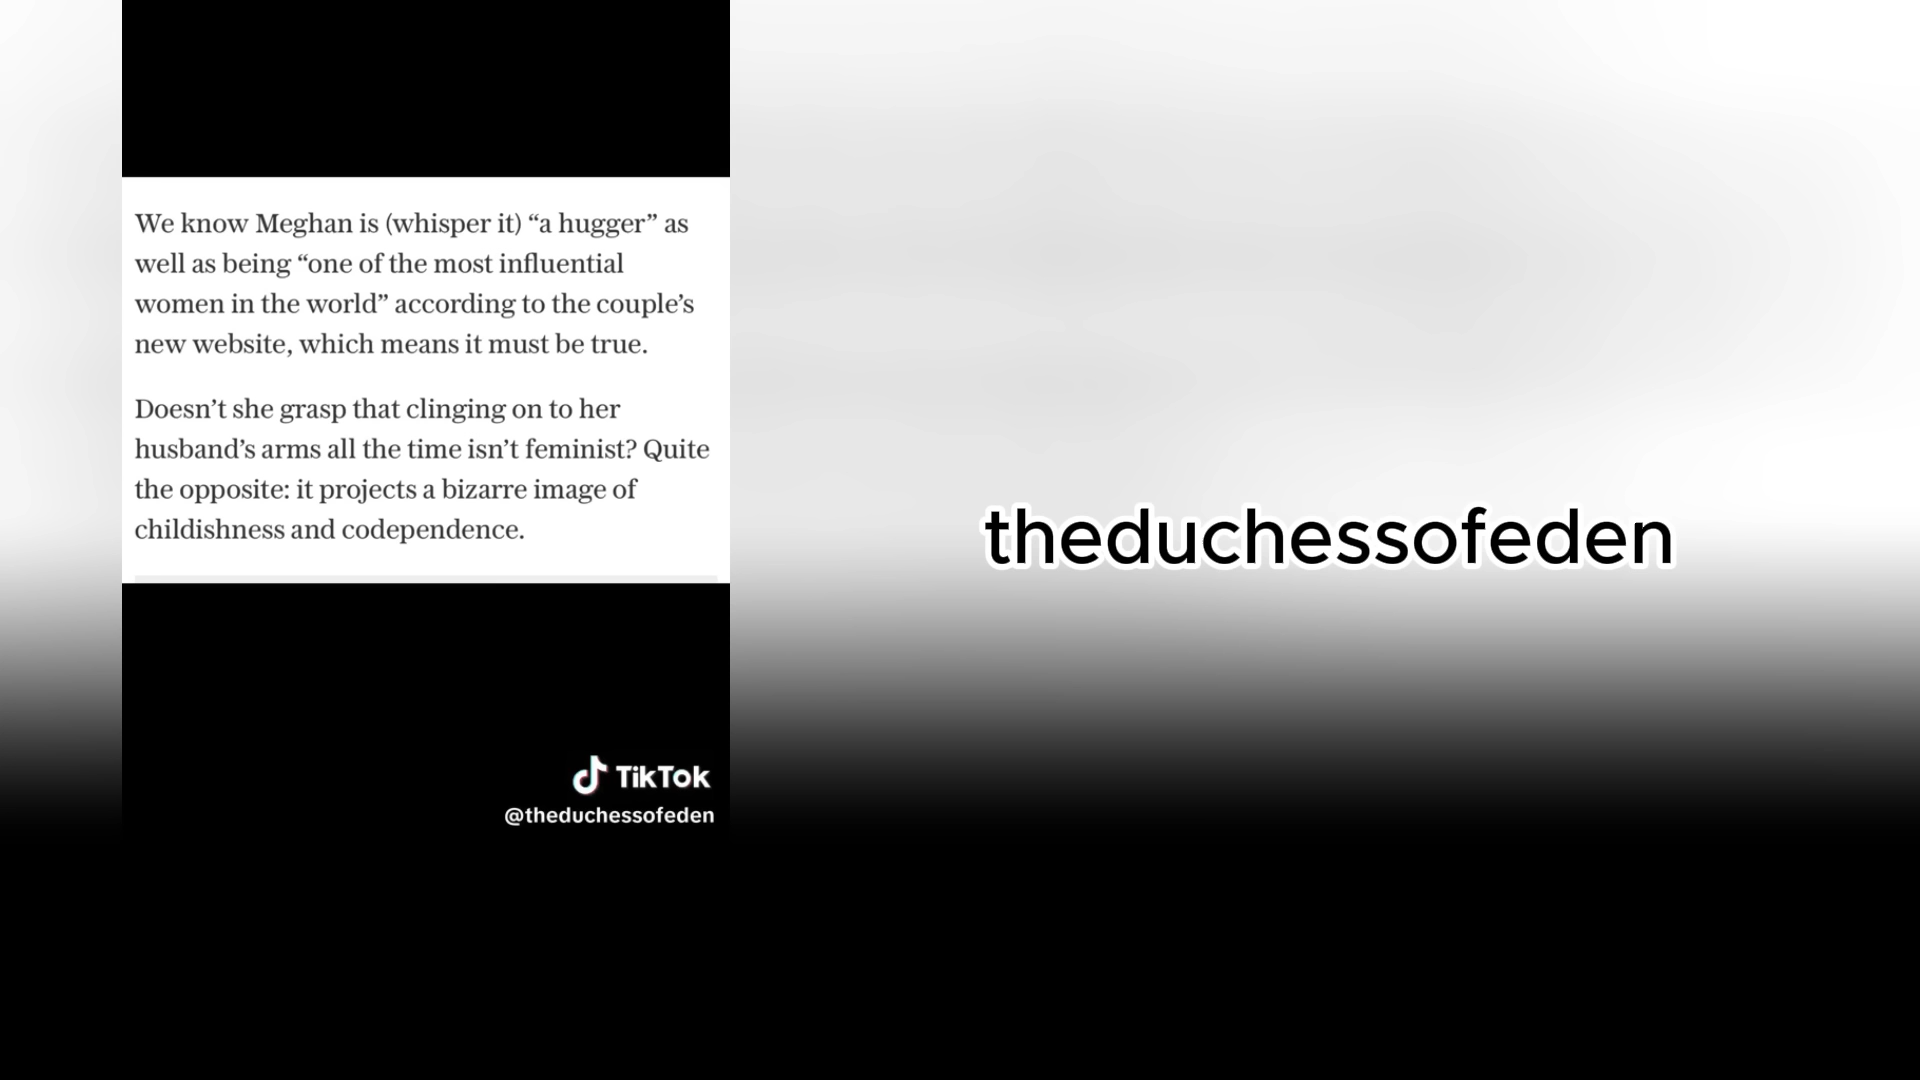 We know Meghan is (whisper it) “a hugger” as
well as being “one of the most influential
women in the world” according to the couple’s
new website, which means it must be true.
Doesn’t she grasp that clinging on to her
husband’s arms all the time isn’t feminist? Quite
the opposite: it projects a bizarre image of
childishness and codependence.
TikTok
@theduchessofeden
theduchessofeden